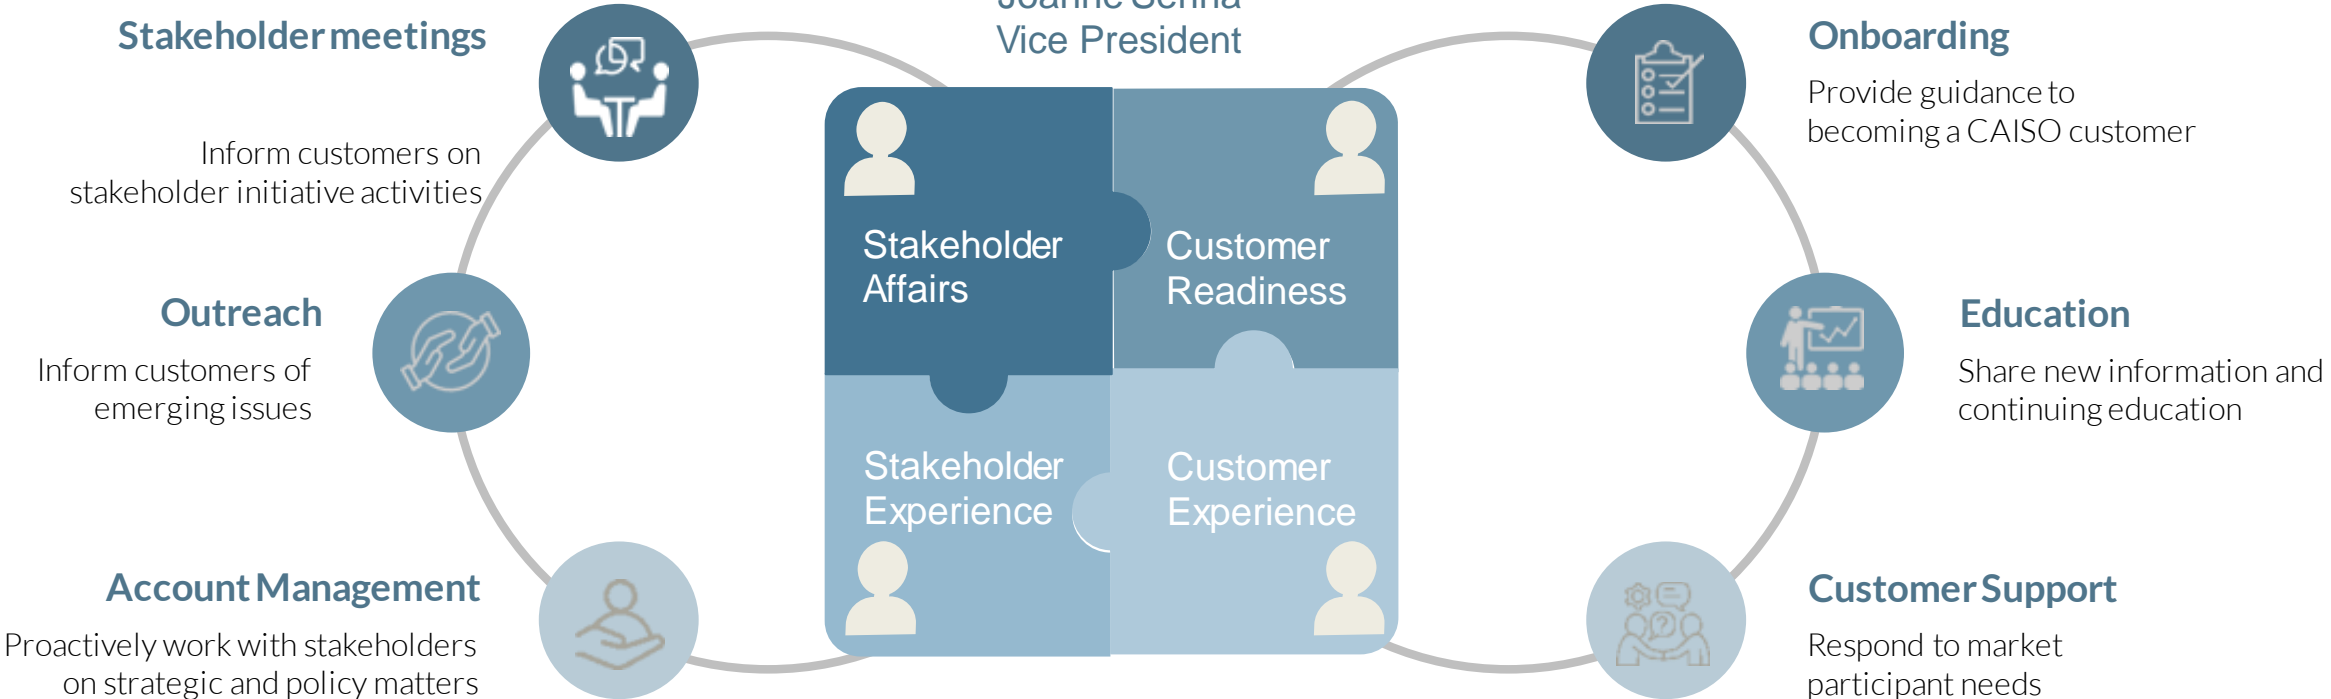 Joanne Serina
Vice President
Stakeholder meetings
Inform customers on
stakeholder initiative activities
Outreach
Inform customers of
emerging issues
Account Management
Proactively work with stakeholders
on strategic and policy matters
Stakeholder
Affairs
Customer
Readiness
Stakeholder
Experience
Customer
Experience
Onboarding
Provide guidance to
becoming a CAISO customer
Education
Share new information and
continuing education
Customer Support
Respond to market
participant needs